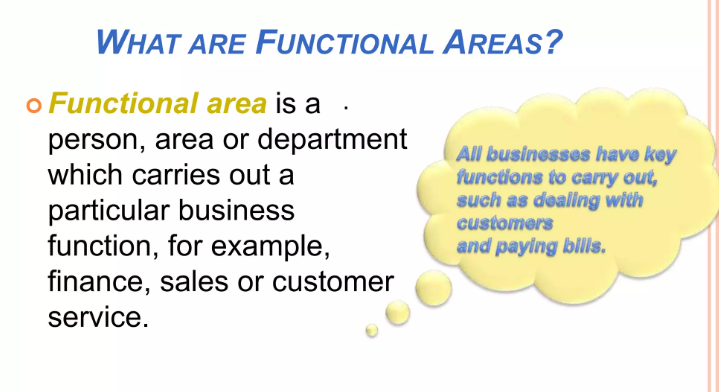 WHAT ARE FUNCTIONAL AREAS?
Functional area is a
person, area or department
which carries out a
particular business
function, for example,
finance, sales or customer
service.
All businesses have key
functions to carry out,
such as dealing with
customers
and paying bills.